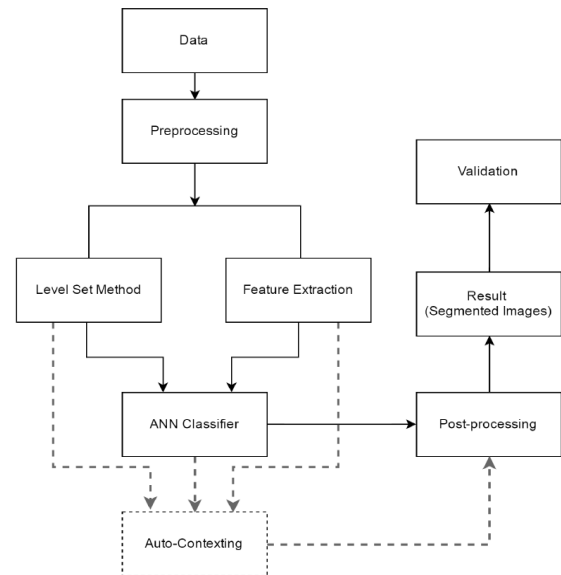 Data
Preprocessing
Level Set Method
Feature Extraction
ANN Classifier
Auto-Contexting
Post-processing
Result
(Segmented Images)
Validation